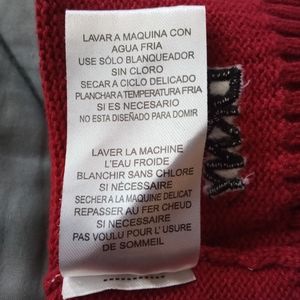 LAVAR A MAQUINA CON
AGUA FRIA
USE SÓLO BLANQUEADOR
SIN CLORO
SECAR A CICLO DELICADO
PLANCHAR A TEMPERATURA FRIA
SI ES NECESARIO
NO ESTA DISEÑADO PARA DOMIR
LAVER LA MACHINE
L'EAU FROIDE
BLANCHIR SANS CHLORE
SI NÉCESSAIRE
SECHER A LA MAQUINE DELICAT
REPASSER AU FER CHEUD
SI NÉCESSAIRE
PAS VOULU POUR L' USURE
DE SOMMEIL